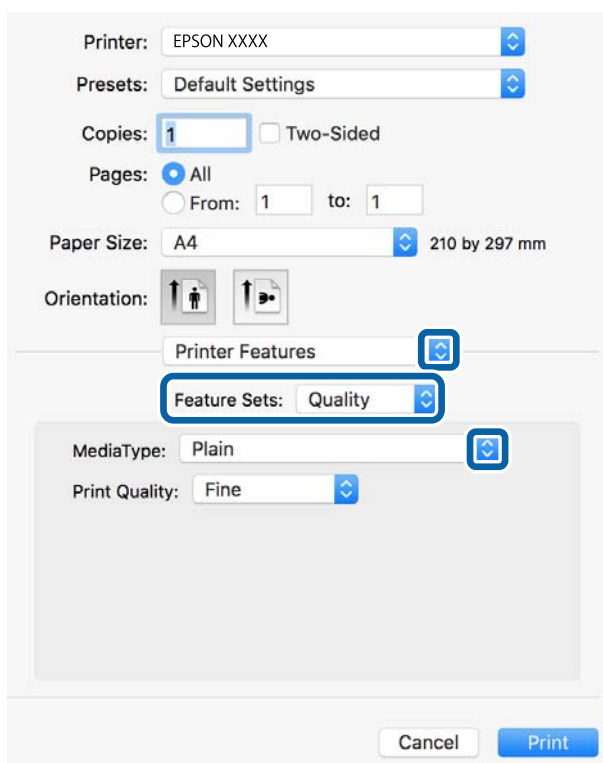 Printer: EPSON XXXX
Presets: Default Settings
Copies: 1 Two-Sided
Pages: All
From: 1 to: 1
Paper Size: A4 210 by 297 mm
Orientation:
Printer Features
Feature Sets: Quality
MediaType: Plain
Print Quality: Fine
Cancel Print